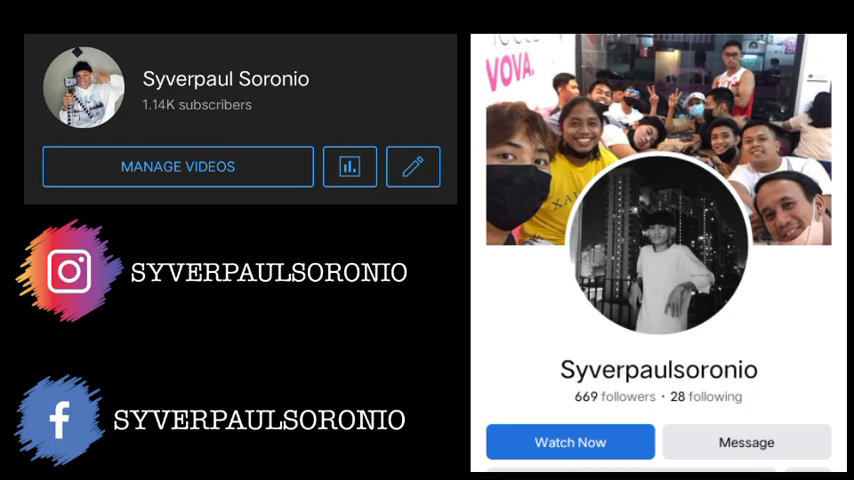 Syverpaul Soronio
1.14K subscribers
MANAGE VIDEOS
SYVERPAULSORONIO
SYVERPAULSORONIO
VOVA.
Syverpaulsoronio
669 followers • 28 following
Watch Now
Message